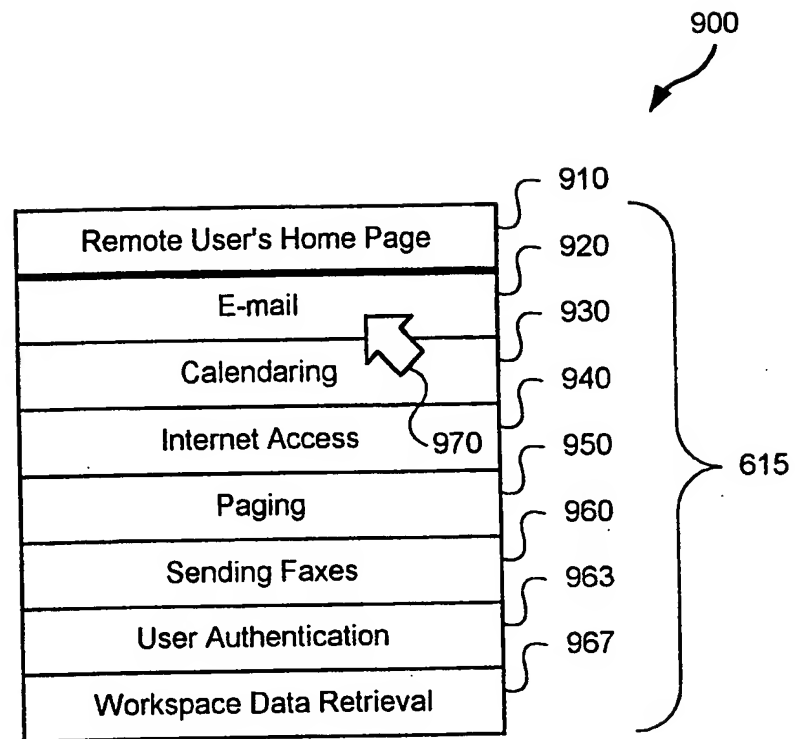 900
910
Remote User's Home Page
920
E-mail
930
Calendaring
940
Internet Access
970
950
615
Paging
960
Sending Faxes
963
User Authentication
967
Workspace Data Retrieval